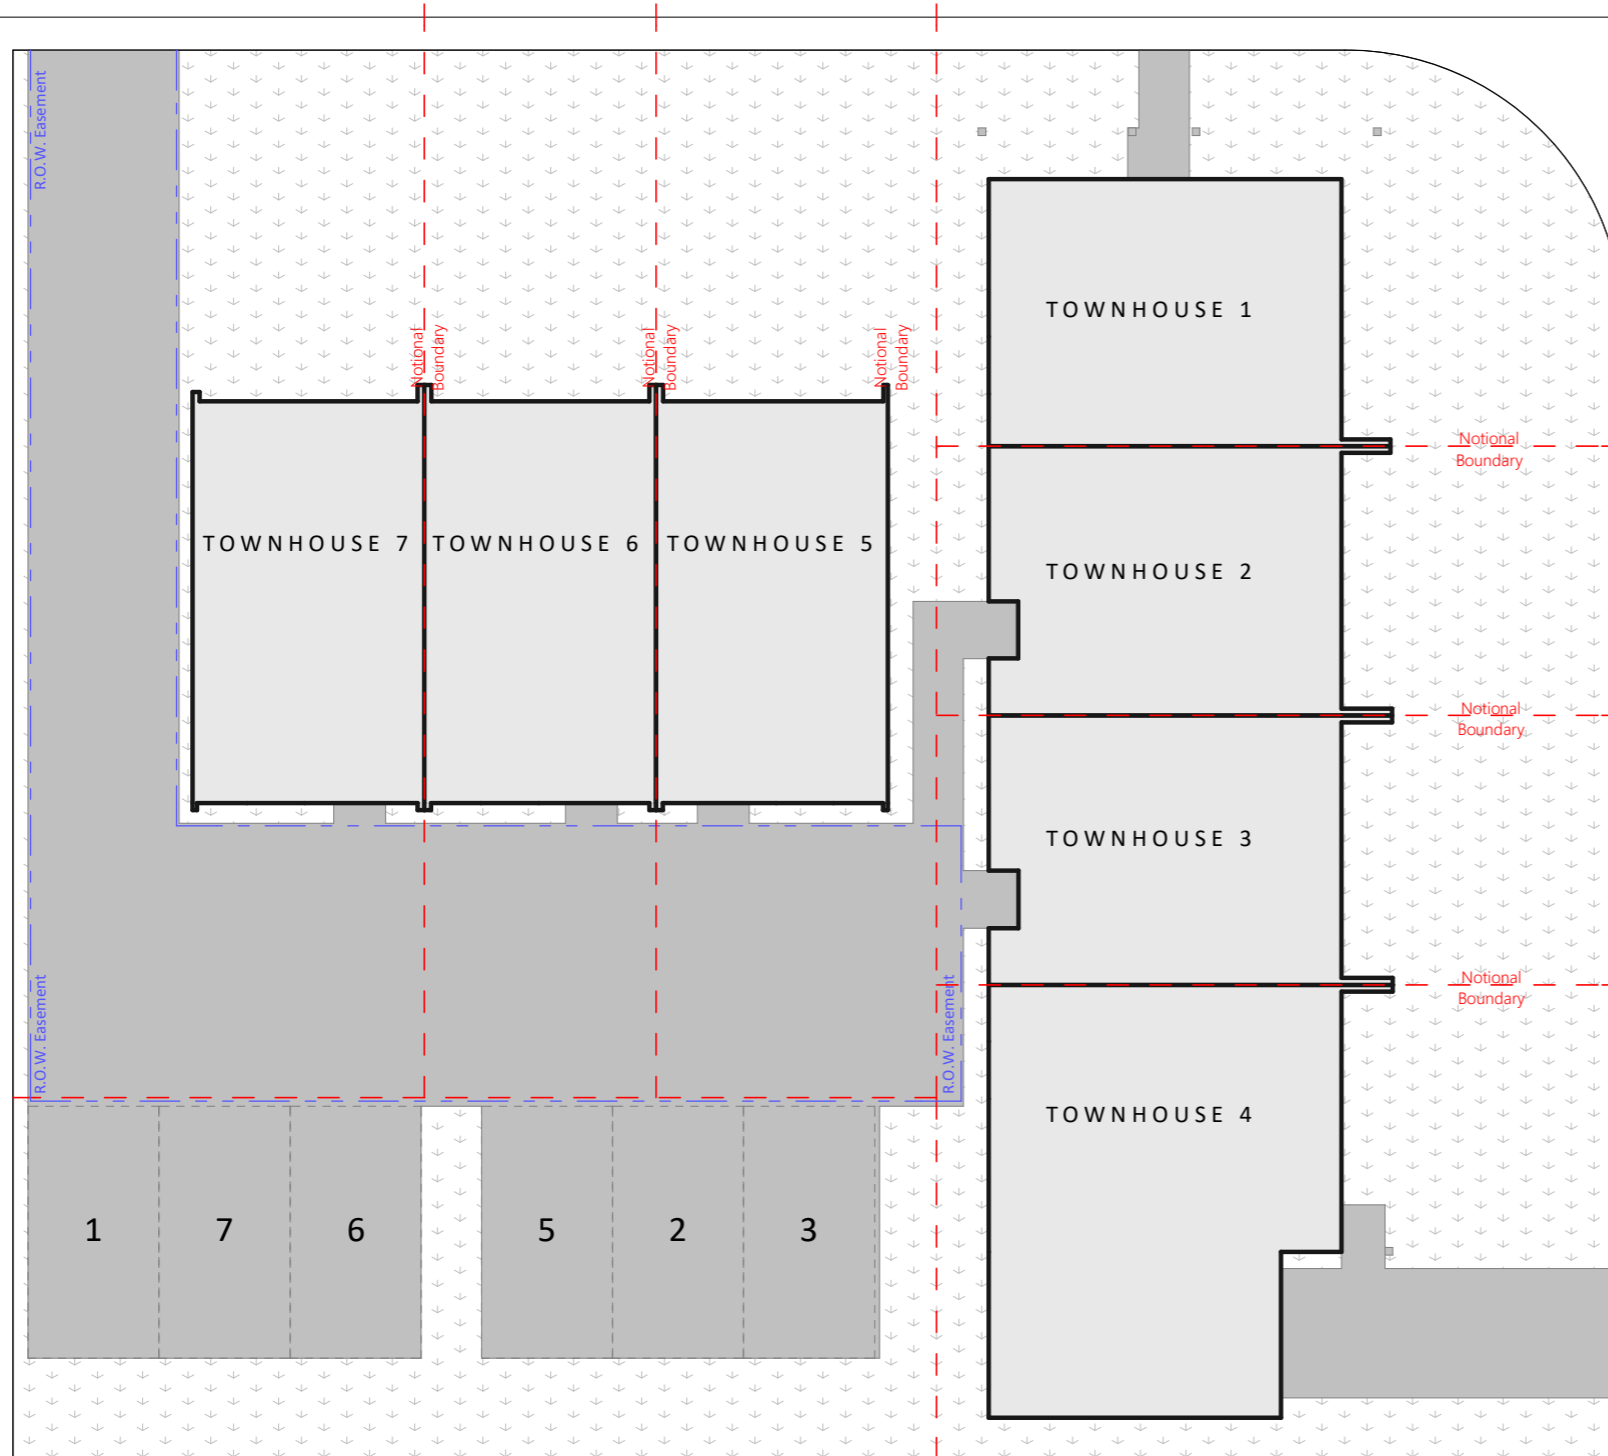 R.O.W. Easement
TOWNHOUSE 1
Notional
Boundary
Notional
Boundary
Notional
Boundary
Notional
Boundary
TOWNHOUSE 7
TOWNHOUSE 6
TOWNHOUSE 5
TOWNHOUSE 2
Notional
Boundary
TOWNHOUSE 3
Notional
Boundary
R.O.W. Easement
R.O.W. Easement
TOWNHOUSE 4
1
7
6
5
2
3